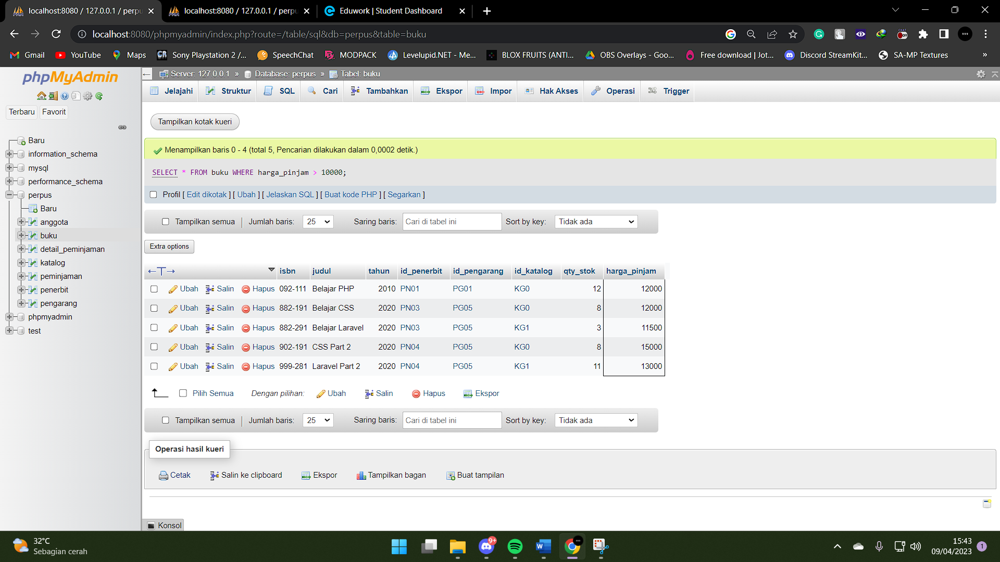 localhost:8080 / 127.0.0.1 / perpu
localhost:8080 / 127.0.0.1 / perpu
Eduwork | Student Dashboard
localhost:8080/phpmyadmin/index.php?route=/table/sql&db=perpus&table=buku
Gmail
YouTube
Maps
Sony Playstation 2 /...
SpeechChat
MODPACK
Levelupid.NET - Me...
BLOX FRUITS (ANTI...
OBS Overlays - Goo...
Free download | Jot...
Discord StreamKit...
SA-MP Textures
»
phpMyAdmin
Terbaru
Favorit
Baru
information_schema
mysql
performance_schema
perpus
Baru
anggota
buku
detail_peminjaman
katalog
peminjaman
penerbit
pengarang
phpmyadmin
test
Server: 127.0.0.1 » Database: perpus » Tabel: buku
Jelajahi
Struktur
SQL
Cari
Tambahkan
Ekspor
Impor
Hak Akses
Operasi
Trigger
Tampilkan kotak kueri
Menampilkan baris 0 - 4 (total 5, Pencarian dilakukan dalam 0,0002 detik.)
SELECT * FROM buku WHERE harga_pinjam > 10000;
Profil [ Edit dikotak ] [ Ubah ] [ Jelaskan SQL ] [ Buat kode PHP ] [ Segarkan ]
Tampilkan semua | Jumlah baris: 25 Saring baris: Cari di tabel ini Sort by key: Tidak ada
Extra options
←T→ isbn judul tahun id_penerbit id_pengarang id_katalog qty_stok harga_pinjam
Ubah Salin Hapus 092-111 Belajar PHP 2010 PN01 PG01 KG0 12 12000
Ubah Salin Hapus 882-191 Belajar CSS 2020 PN03 PG05 KG0 8 12000
Ubah Salin Hapus 882-291 Belajar Laravel 2020 PN03 PG05 KG1 3 11500
Ubah Salin Hapus 902-191 CSS Part 2 2020 PN04 PG05 KG0 8 15000
Ubah Salin Hapus 999-281 Laravel Part 2 2020 PN04 PG05 KG1 11 13000
Pilih Semua Dengan pilihan: Ubah Salin Hapus Ekspor
Tampilkan semua | Jumlah baris: 25 Saring baris: Cari di tabel ini Sort by key: Tidak ada
Operasi hasil kueri
Cetak Salin ke clipboard Ekspor Tampilkan bagan Buat tampilan
Konsol
32°C
Sebagian cerah
9+
15:43
09/04/2023
1